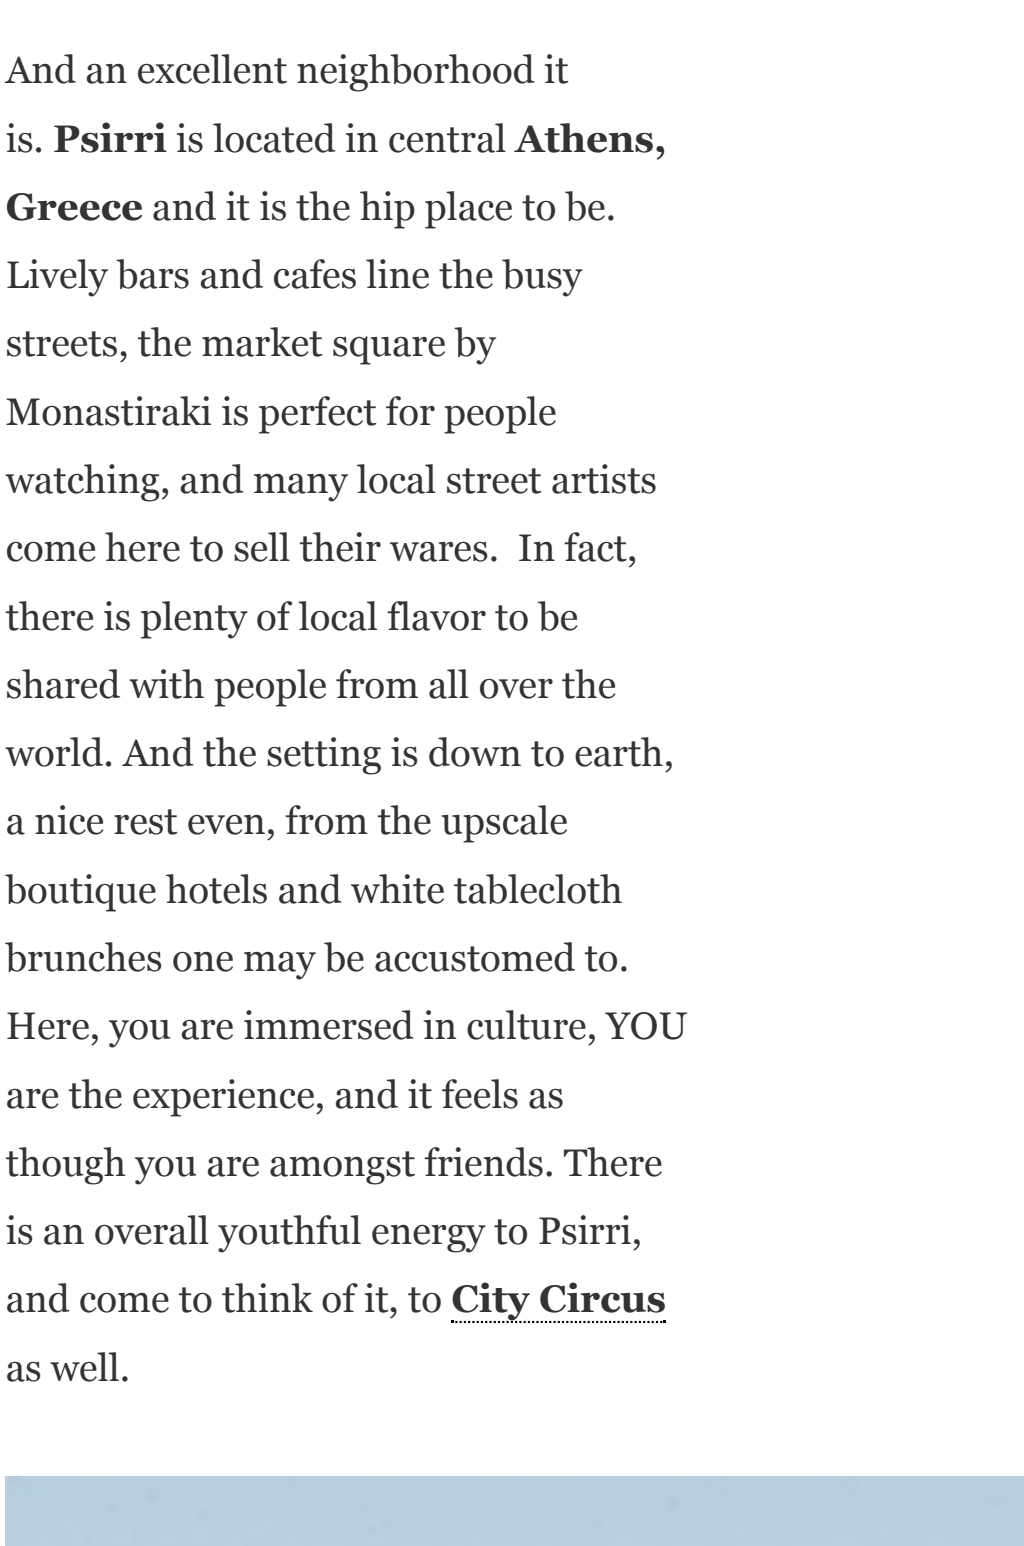 And an excellent neighborhood it
is. Psirri is located in central Athens,
Greece and it is the hip place to be.
Lively bars and cafes line the busy
streets, the market square by
Monastiraki is perfect for people
watching, and many local street artists
come here to sell their wares.  In fact,
there is plenty of local flavor to be
shared with people from all over the
world. And the setting is down to earth,
a nice rest even, from the upscale
boutique hotels and white tablecloth
brunches one may be accustomed to.
Here, you are immersed in culture, YOU
are the experience, and it feels as
though you are amongst friends. There
is an overall youthful energy to Psirri,
and come to think of it, to City Circus
as well.